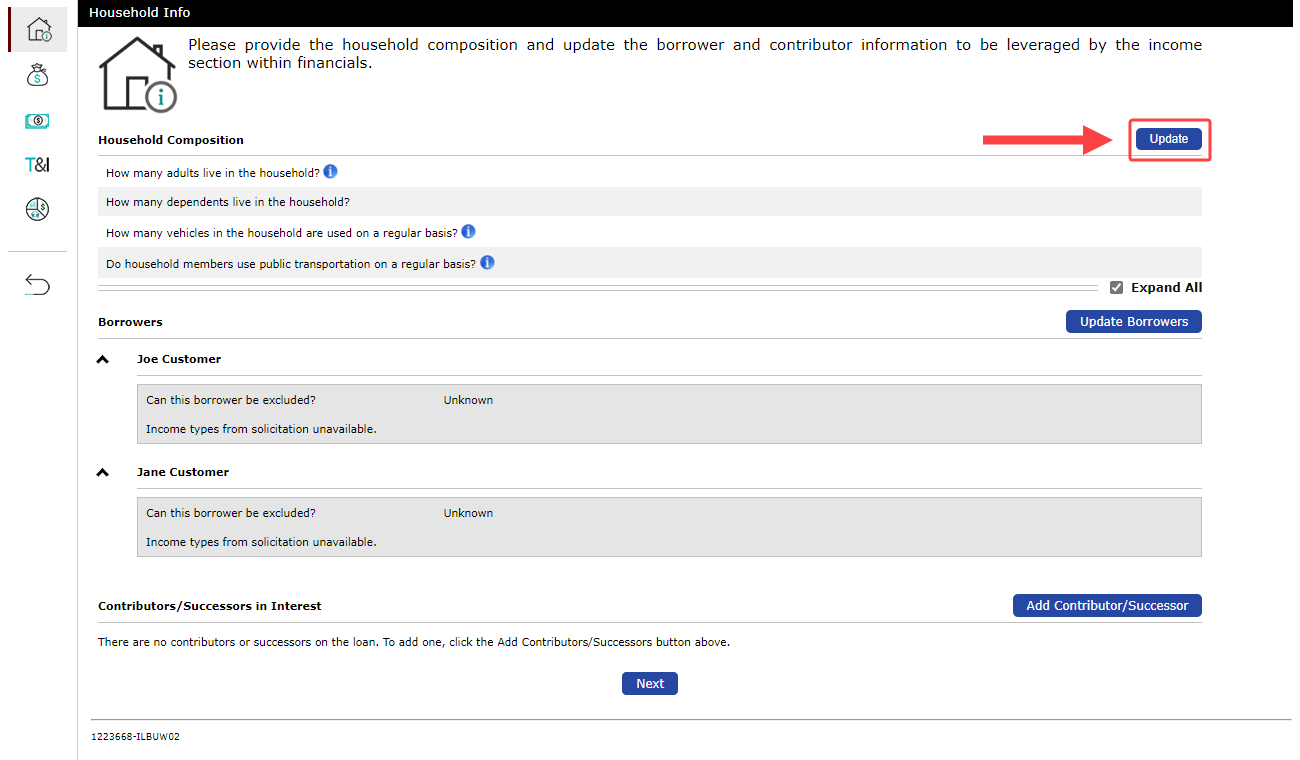 Household Info
Please provide the household composition and update the borrower and contributor information to be leveraged by the income
section within financials.
Household Composition
Update
How many adults live in the household?
How many dependents live in the household?
How many vehicles in the household are used on a regular basis?
Do household members use public transportation on a regular basis?
Expand All
Borrowers
Update Borrowers
Joe Customer
Can this borrower be excluded? Unknown
Income types from solicitation unavailable.
Jane Customer
Can this borrower be excluded? Unknown
Income types from solicitation unavailable.
Contributors/Successors in Interest
Add Contributor/Successor
There are no contributors or successors on the loan. To add one, click the Add Contributors/Successors button above.
Next
1223668-ILBUW02
T&I